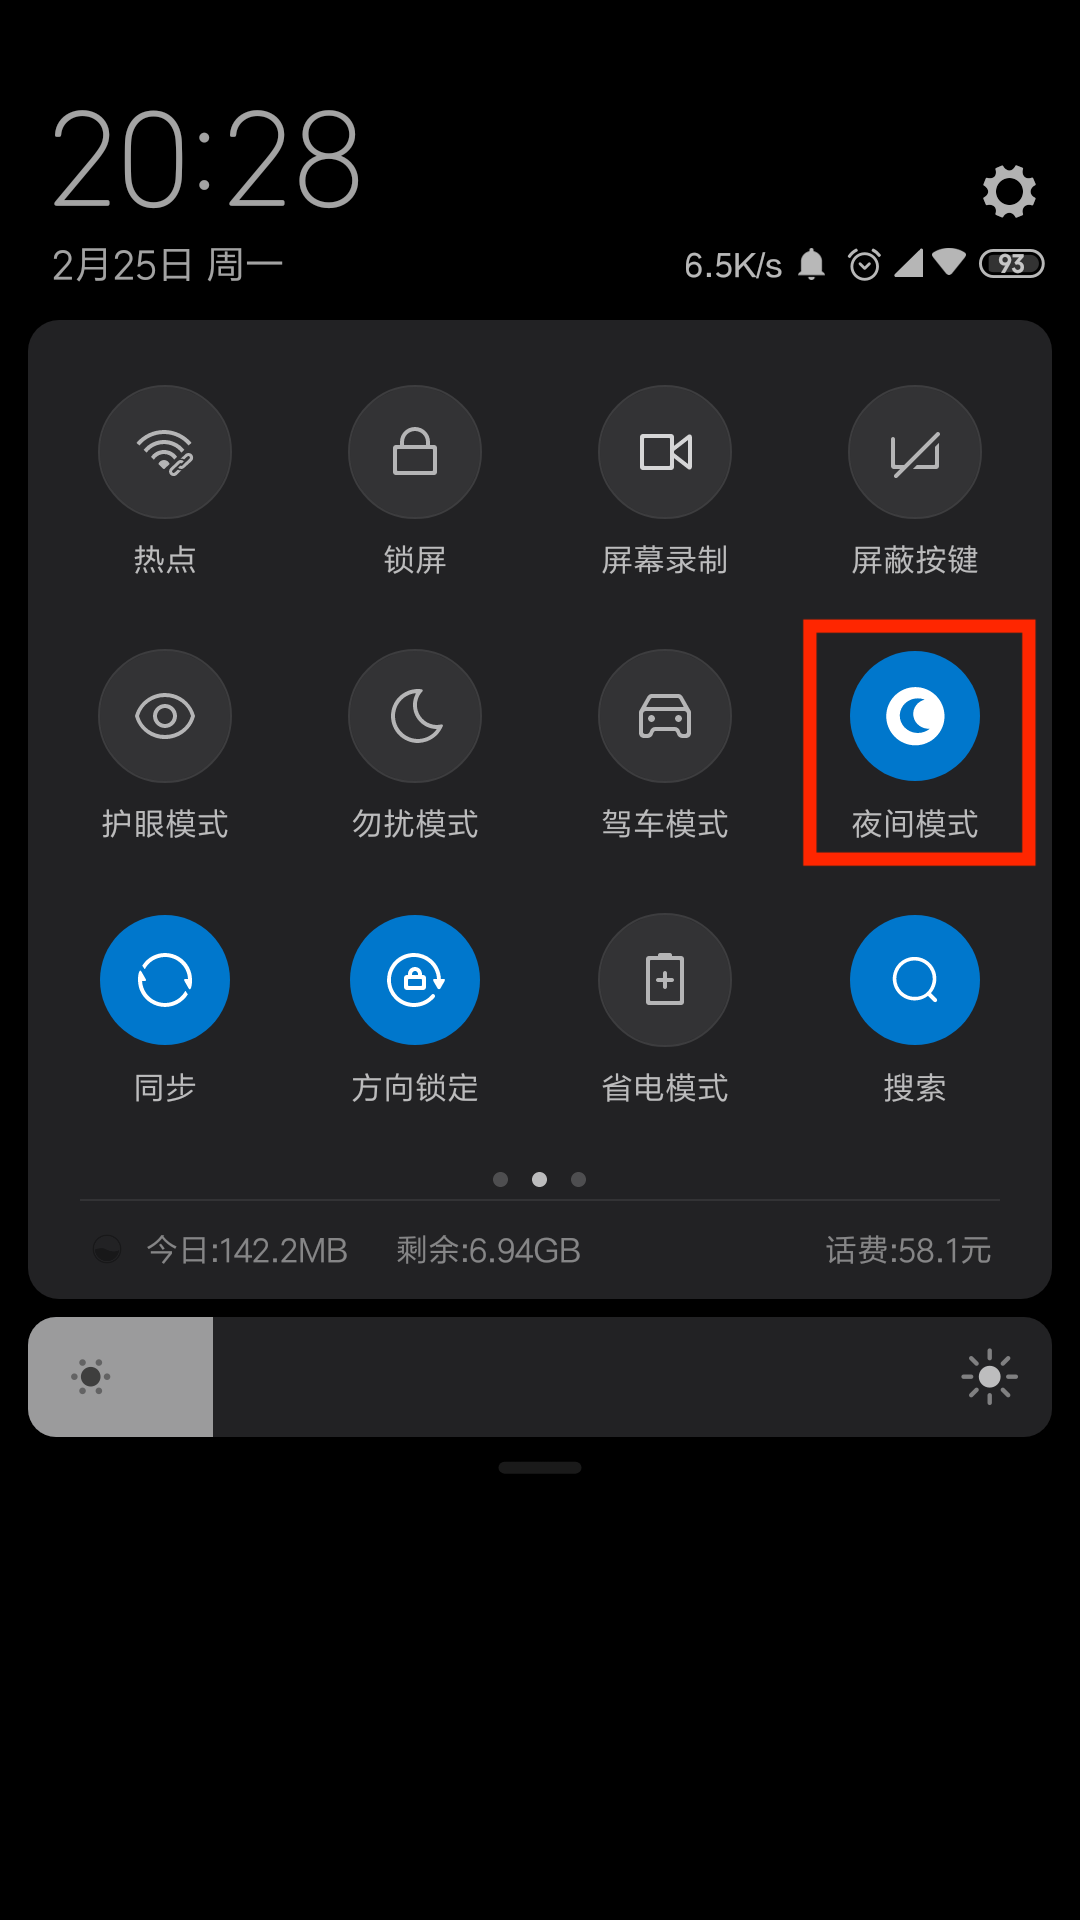 20:28
2月25日 周一
6.5K/s 93
热点 锁屏 屏幕录制 屏蔽按键
护眼模式 勿扰模式 驾车模式 夜间模式
同步 方向锁定 省电模式 搜索
今日:142.2MB 剩余:6.94GB 话费:58.1元